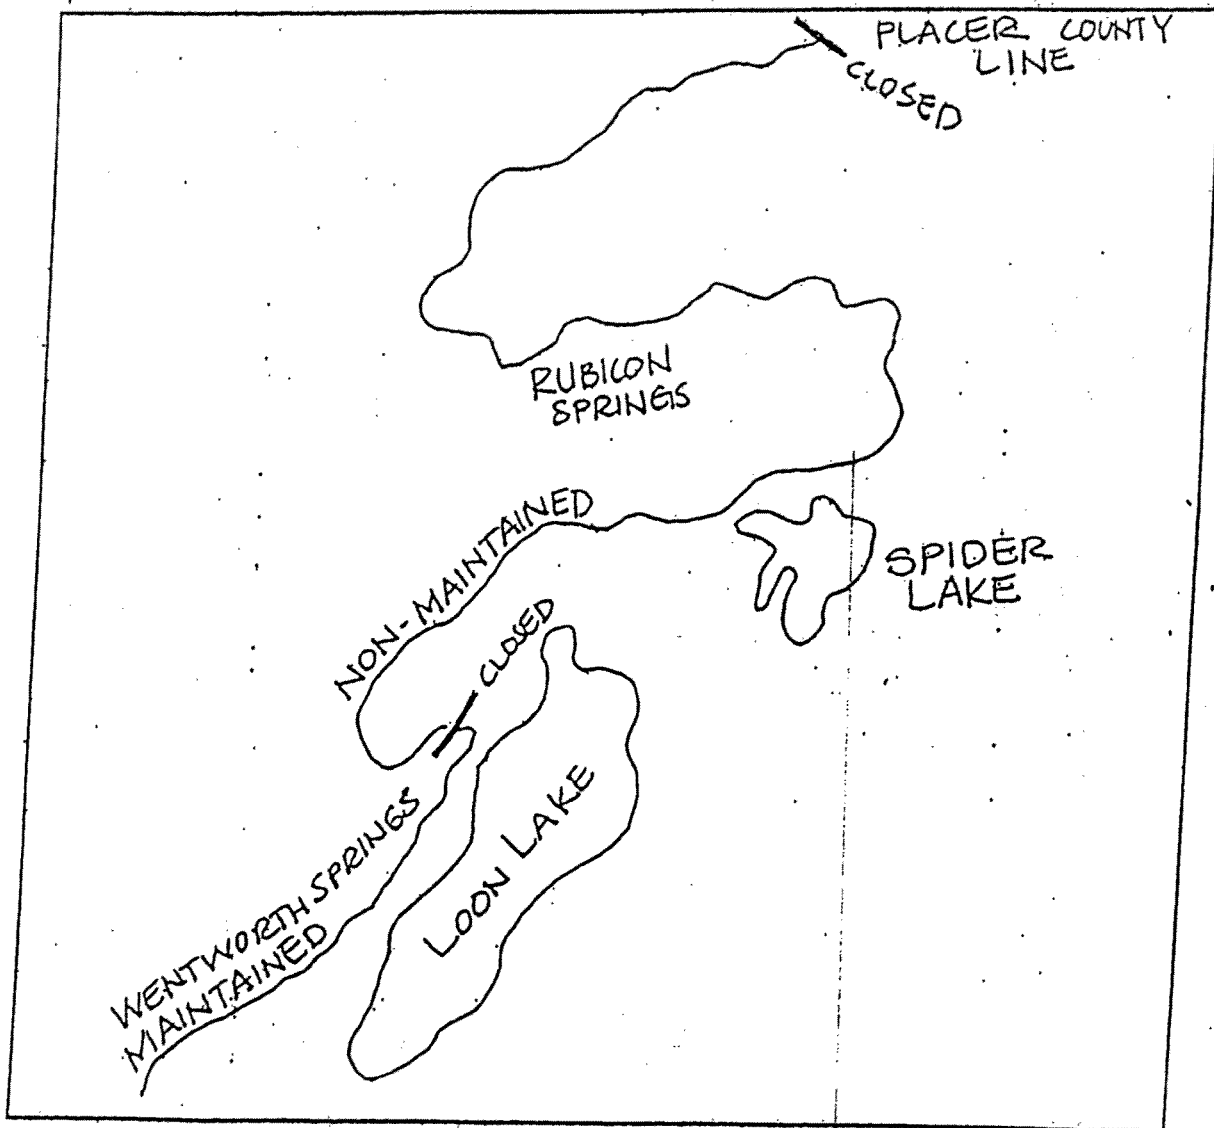 PLACER COUNTY
LINE
CLOSED
RUBICON
SPRINGS
NON-MAINTAINED
SPIDER
LAKE
CLOSED
LOON LAKE
WENTWORTH SPRINGS
MAINTAINED